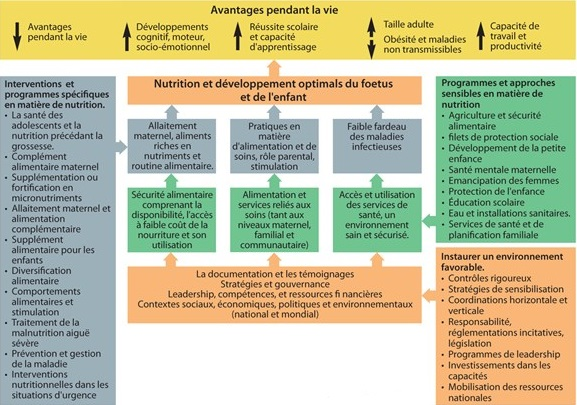 Avantages pendant la vie
Avantages
pendant la vie
Développements
cognitif, moteur,
socio-émotionnel
Réussite scolaire
et capacité
d'apprentissage
Taille adulte
Obésité et maladies
non transmissibles
Capacité de
travail et
productivité
Nutrition et développement optimals du foetus
et de l'enfant
Interventions et
programmes spécifiques
en matière de nutrition.
• La santé des
adolescents et la
nutrition précédant la
grossesse.
• Complément
alimentaire maternel
• Supplémentation ou
fortification en
micronutriments
• Allaitement maternel et
alimentation
complémentaire
• Supplément
alimentaire pour les
enfants
• Diversification
alimentaire
• Comportements
alimentaires et
stimulation
• Traitement de la
malnutrition aiguë
sévère
• Prévention et gestion
de la maladie
• Interventions
nutritionnelles dans les
situations d'urgence
Allaitement
maternel, aliments
riches en
nutriments et
routine alimentaire.
Pratiques en
matière
d'alimentation et de
soins, rôle parental,
stimulation
Faible fardeau
des maladies
infectieuses
Sécurité alimentaire
comprenant la
disponibilité, l'accès
à faible coût de la
nourriture et son
utilisation
Alimentation et
services reliés aux
soins (tant aux
niveaux maternel,
familial et
communautaire)
Accès et utilisation
des services de
santé, un
environnement
sain et sécurisé.
La documentation et les témoignages
Stratégies et gouvernance
Leadership, compétences, et ressources fi nancières
Contextes sociaux, économiques, politiques et environnementaux
(national et mondial)
Programmes et approches
sensibles en matière de
nutrition
• Agriculture et sécurité
alimentaire
• filets de protection sociale
• Développement de la petite
enfance
• Santé mentale maternelle
• Emancipation des femmes
• Protection de l'enfance
• Éducation scolaire
• Eau et installations sanitaires.
• Services de santé et de
planification familiale
Instaurer un environnement
favorable.
• Contrôles rigoureux
• Stratégies de sensibilisation
• Coordinations horizontale et
verticale
• Responsabilité,
réglementions incitatives,
législation
• Programmes de leadership
• Investissements dans les
capacités
• Mobilisation des ressources
nationales